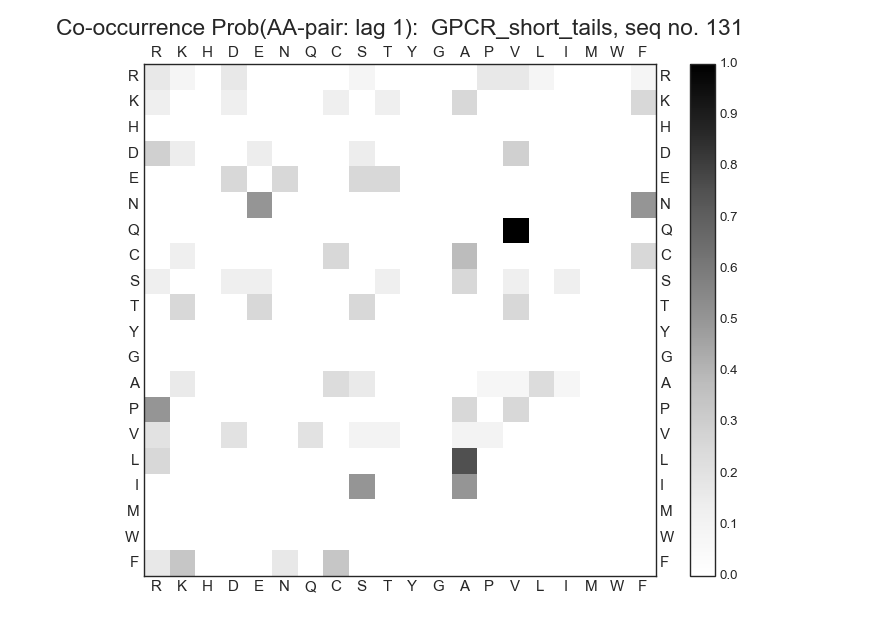 Co-occurrence Prob(AA-pair: lag 1):  GPCR_short_tails, seq no. 131
R K H D E N Q C S T Y G A P V L I M W F
R R 1.0
K K 0.9
H H
D D 0.8
E E
N N 0.7
Q Q
C C 0.6
S S
T T 0.5
Y Y
G G 0.4
A A
P P 0.3
V V
L L 0.2
I I
M M 0.1
W W
F F 0.0
R K H D E N Q C S T Y G A P V L I M W F